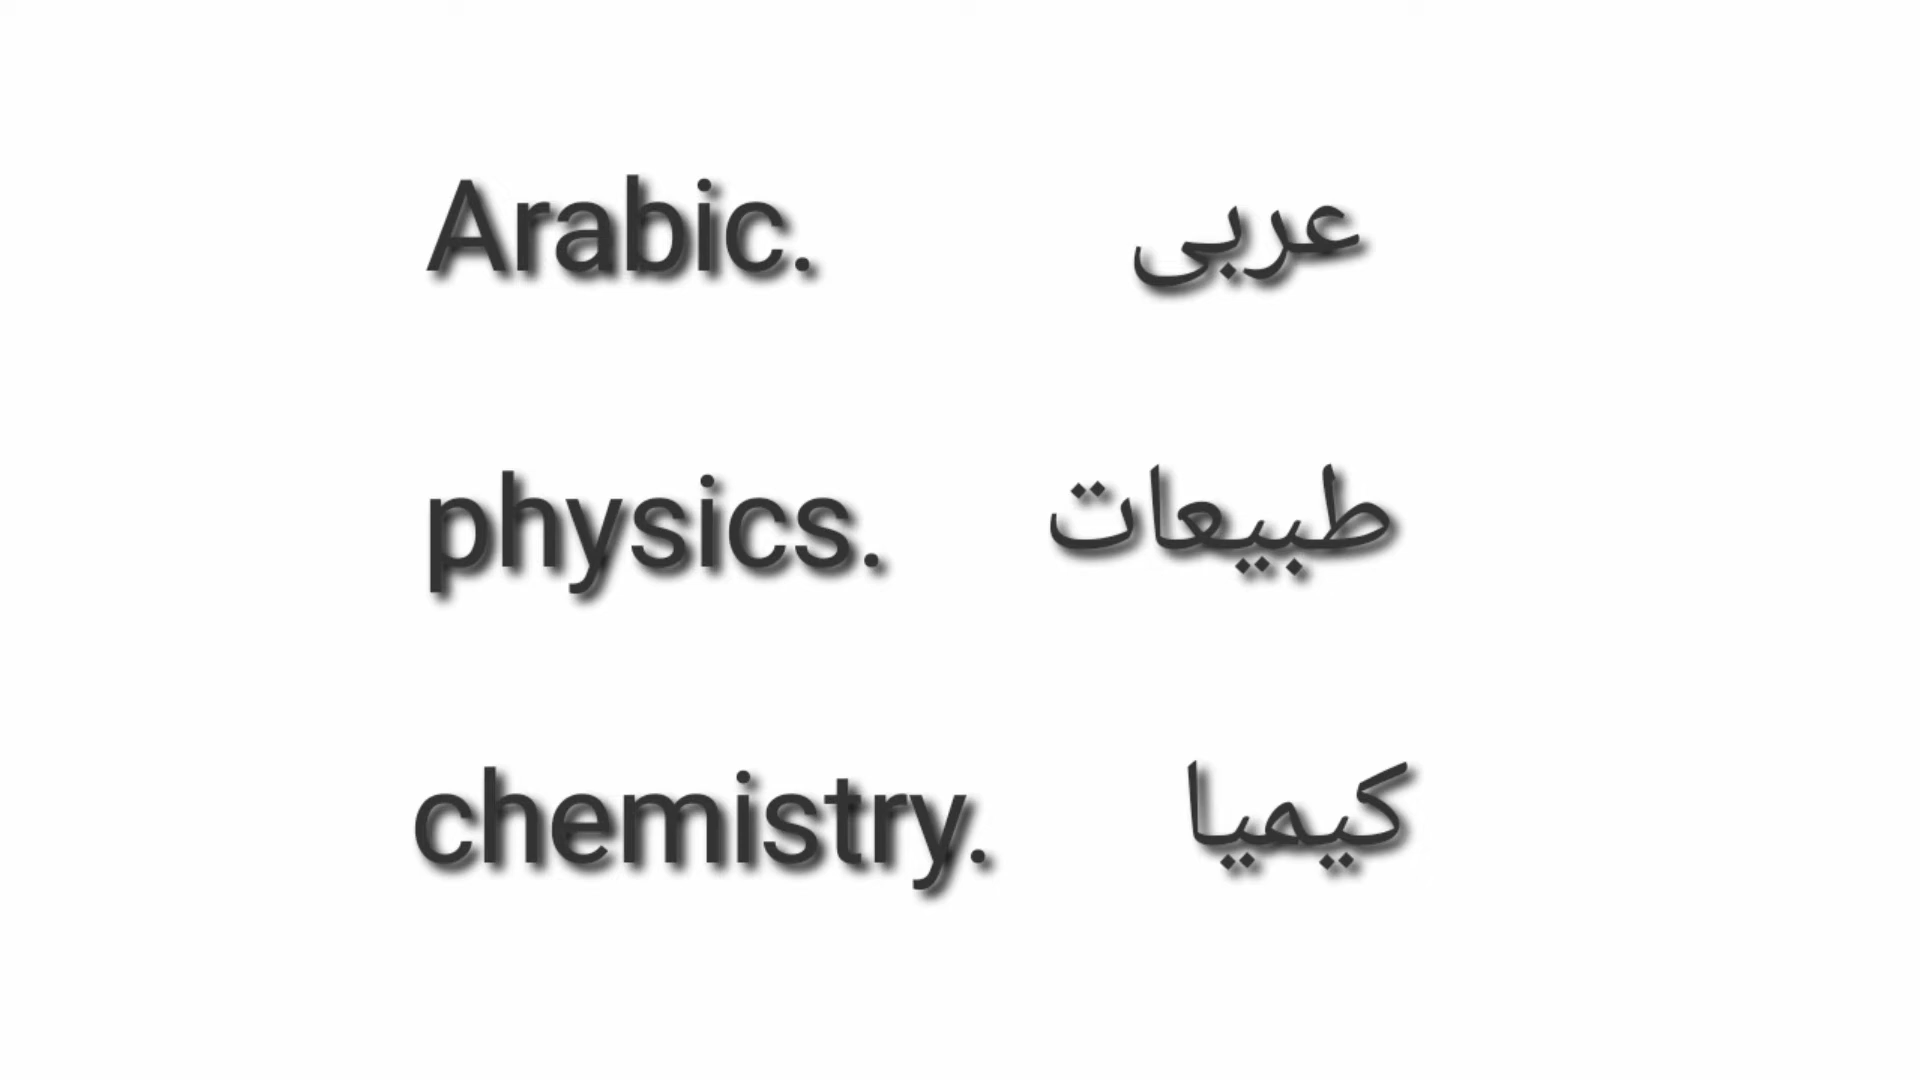 Arabic. عربی
physics. طبیعات
chemistry. کیمیا